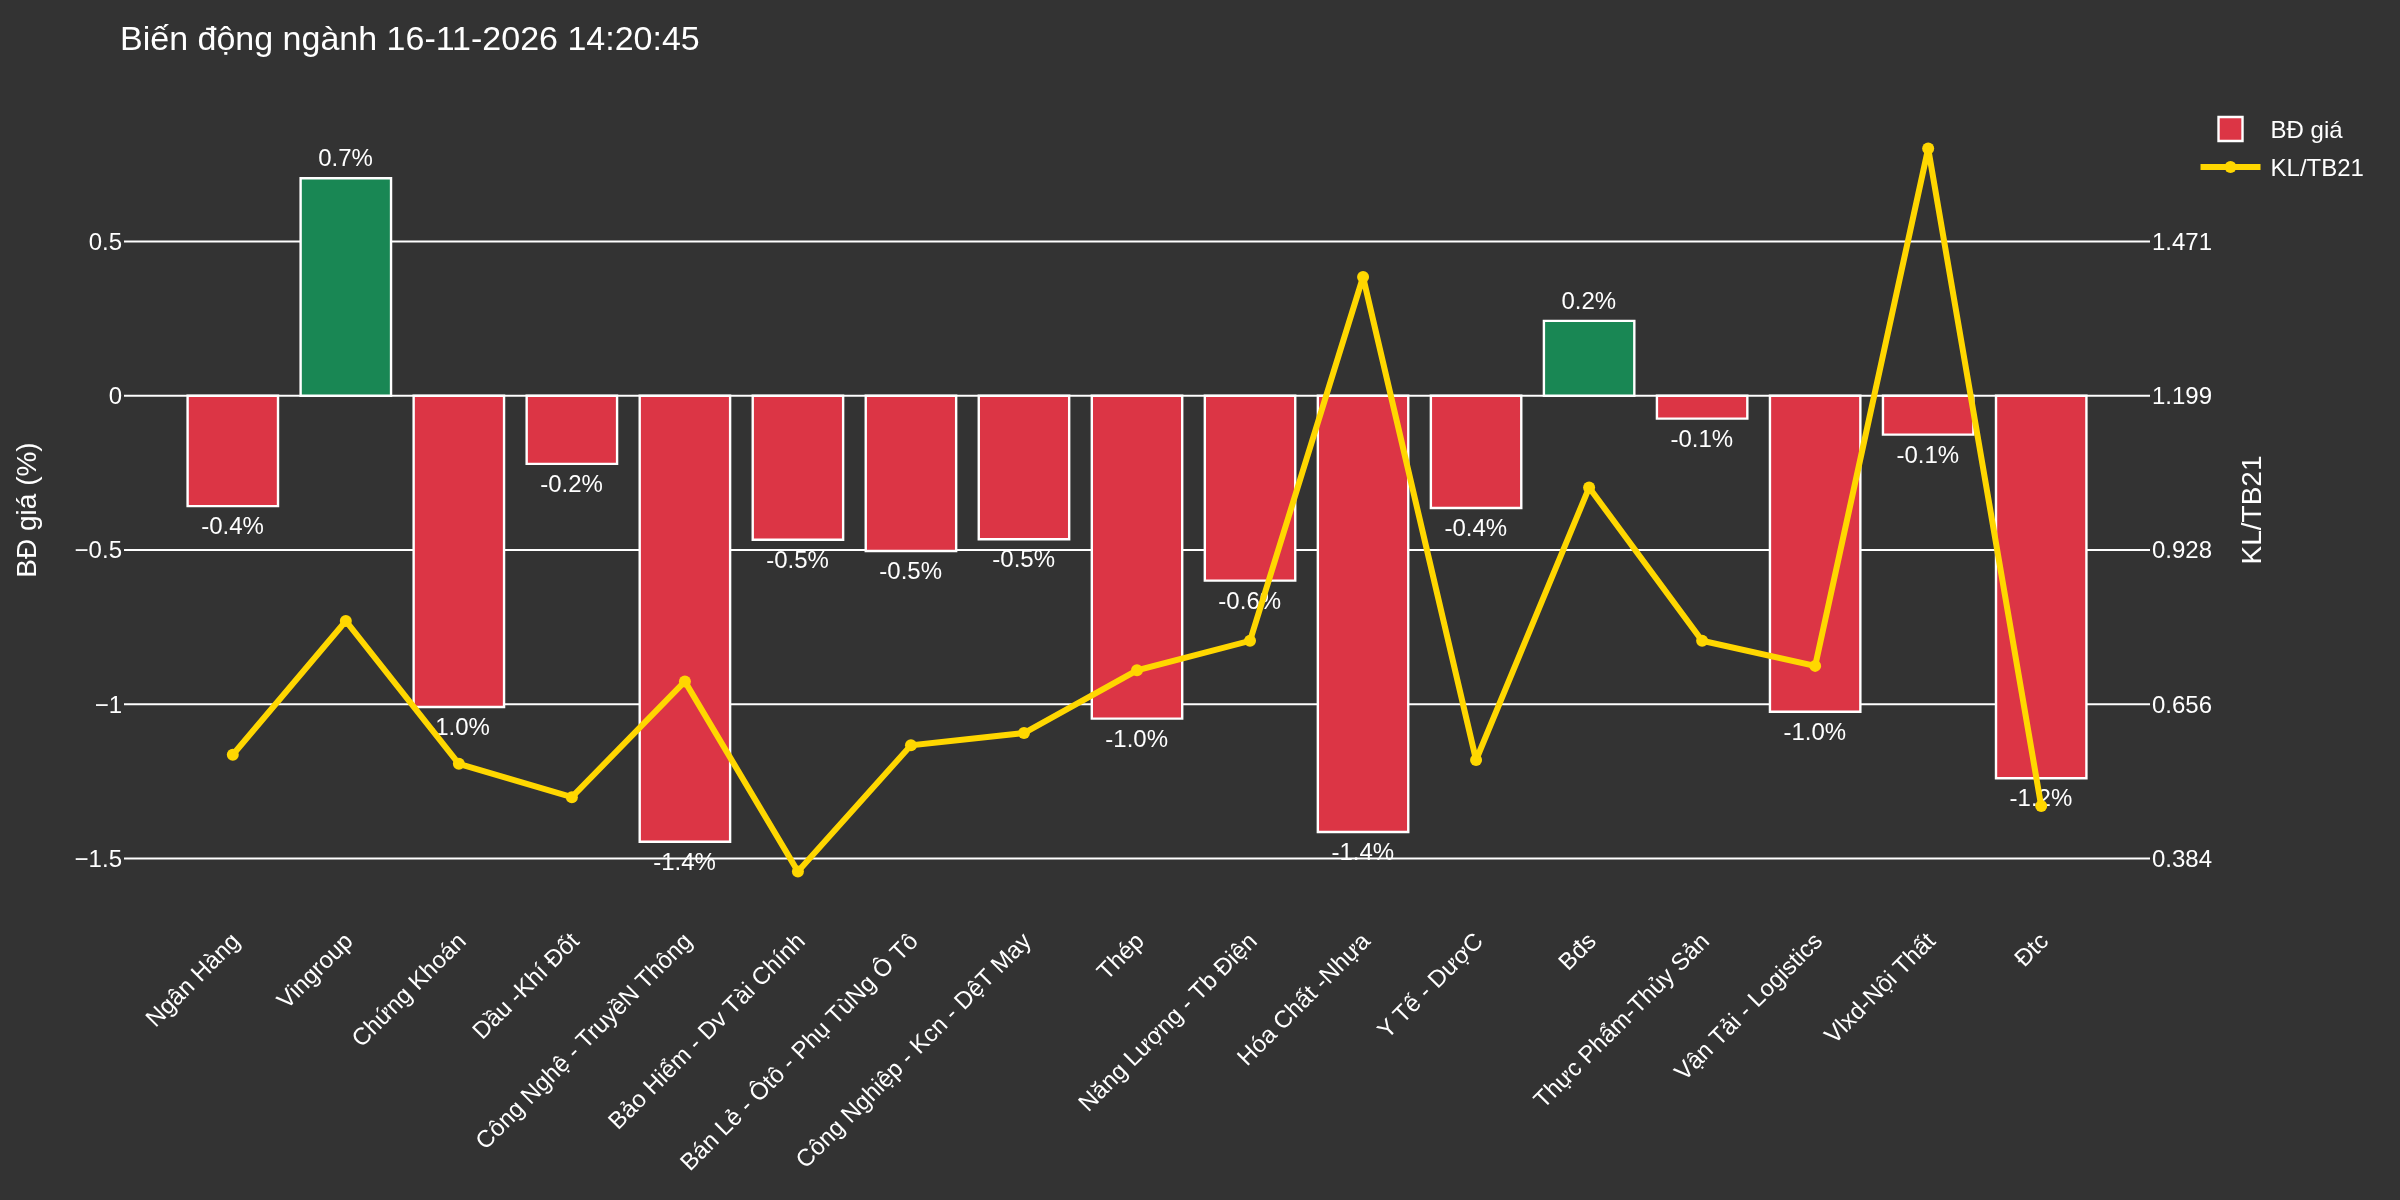 Biến động ngành 16-11-2026 14:20:45
BĐ giá
KL/TB21
BĐ giá (%)
0.5
0
−0.5
−1
−1.5
-0.4%
0.7%
-1.0%
-0.2%
-1.4%
-0.5%
-0.5%
-0.5%
-1.0%
-0.6%
-1.4%
-0.4%
0.2%
-0.1%
-1.0%
-0.1%
-1.2%
1.471
1.199
0.928
0.656
0.384
KL/TB21
Ngân Hàng
Vingroup
Chứng Khoán
Dầu -Khí Đốt
Công Nghệ - TruyềN Thông
Bảo Hiểm - Dv Tài Chính
Bán Lẻ - Ôtô - Phụ TùNg Ô Tô
Công Nghiệp - Kcn - DệT May
Thép
Năng Lượng - Tb Điện
Hóa Chất -Nhựa
Y Tế - DượC
Bđs
Thực Phẩm-Thủy Sản
Vận Tải - Logistics
Vlxd-Nội Thất
Đtc